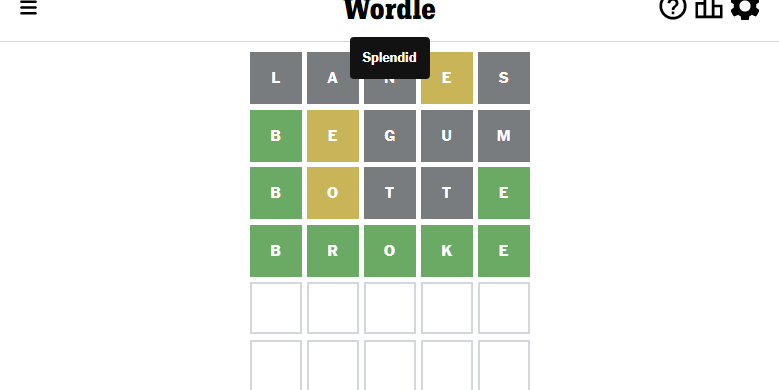 Wordle
Splendid
L A N E S
B E G U M
B O T T E
B R O K E